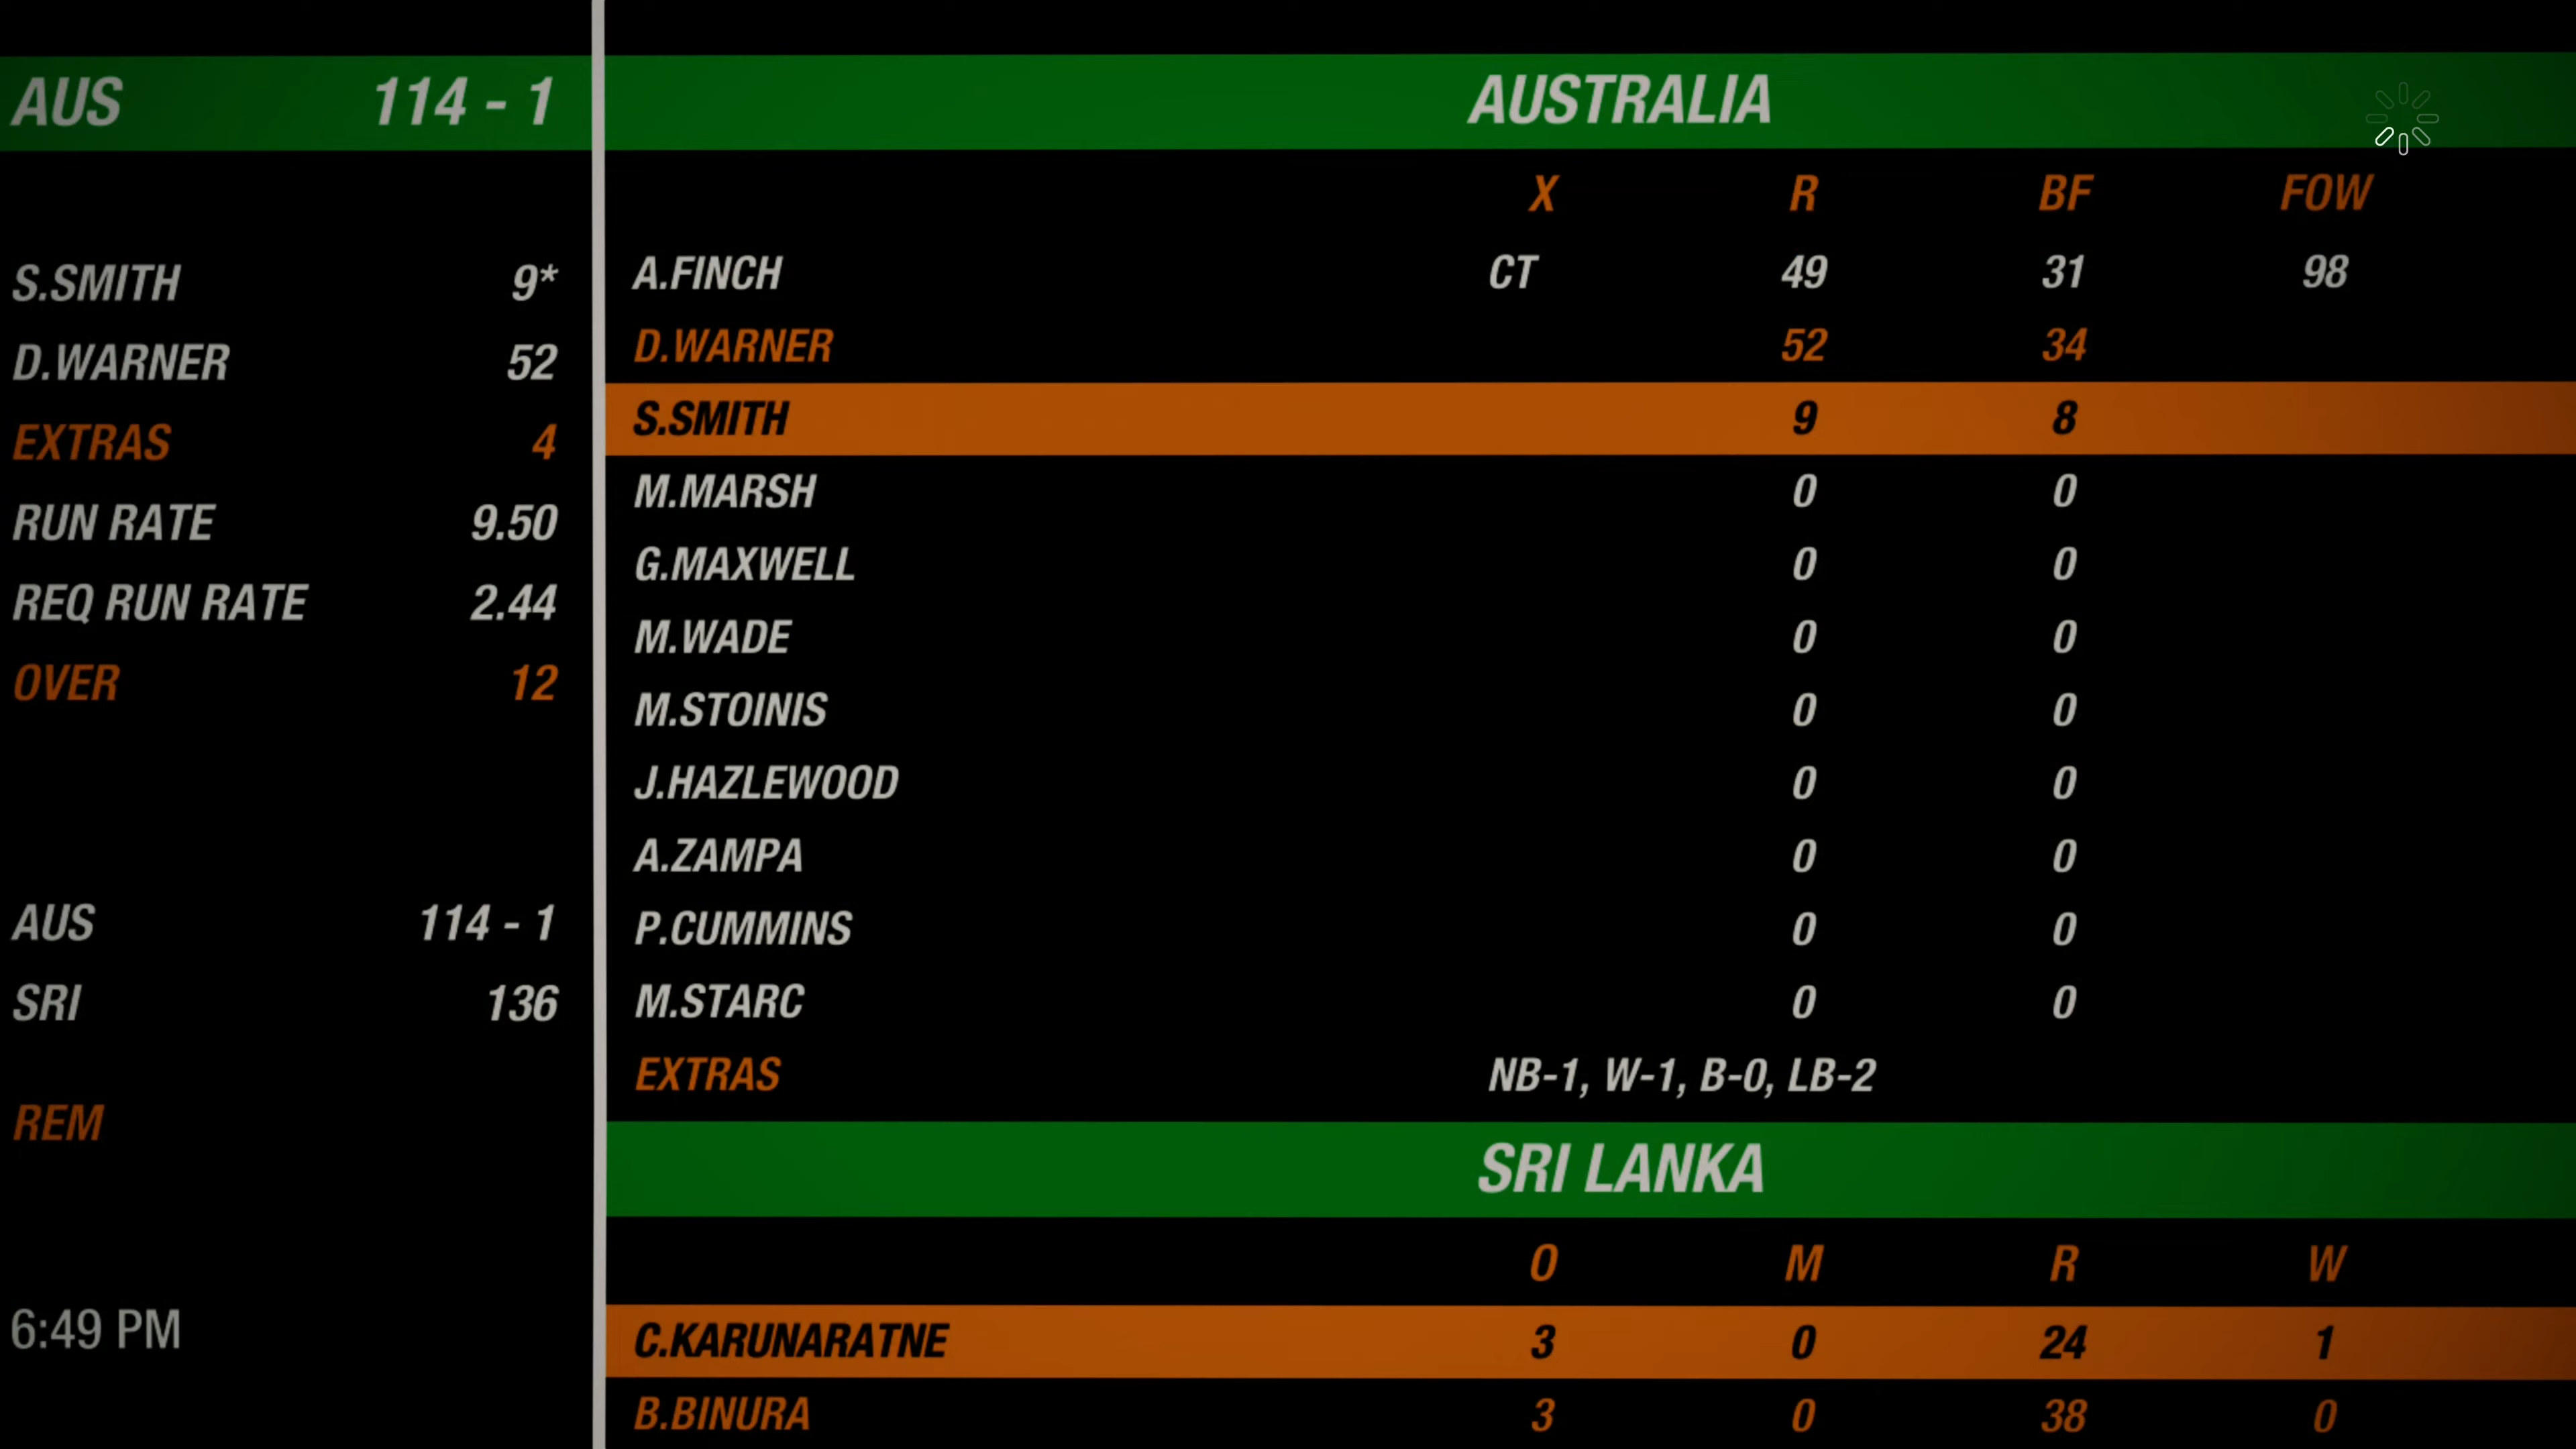 AUS 114 - 1
S.SMITH 9*
D.WARNER 52
EXTRAS 4
RUN RATE 9.50
REQ RUN RATE 2.44
OVER 12
AUS 114 - 1
SRI 136
REM
6:49 PM
AUSTRALIA
X R BF FOW
A.FINCH CT 49 31 98
D.WARNER 52 34
S.SMITH 9 8
M.MARSH 0 0
G.MAXWELL 0 0
M.WADE 0 0
M.STOINIS 0 0
J.HAZLEWOOD 0 0
A.ZAMPA 0 0
P.CUMMINS 0 0
M.STARC 0 0
EXTRAS NB-1, W-1, B-0, LB-2
SRI LANKA
O M R W
C.KARUNARATNE 3 0 24 1
B.BINURA 3 0 38 0